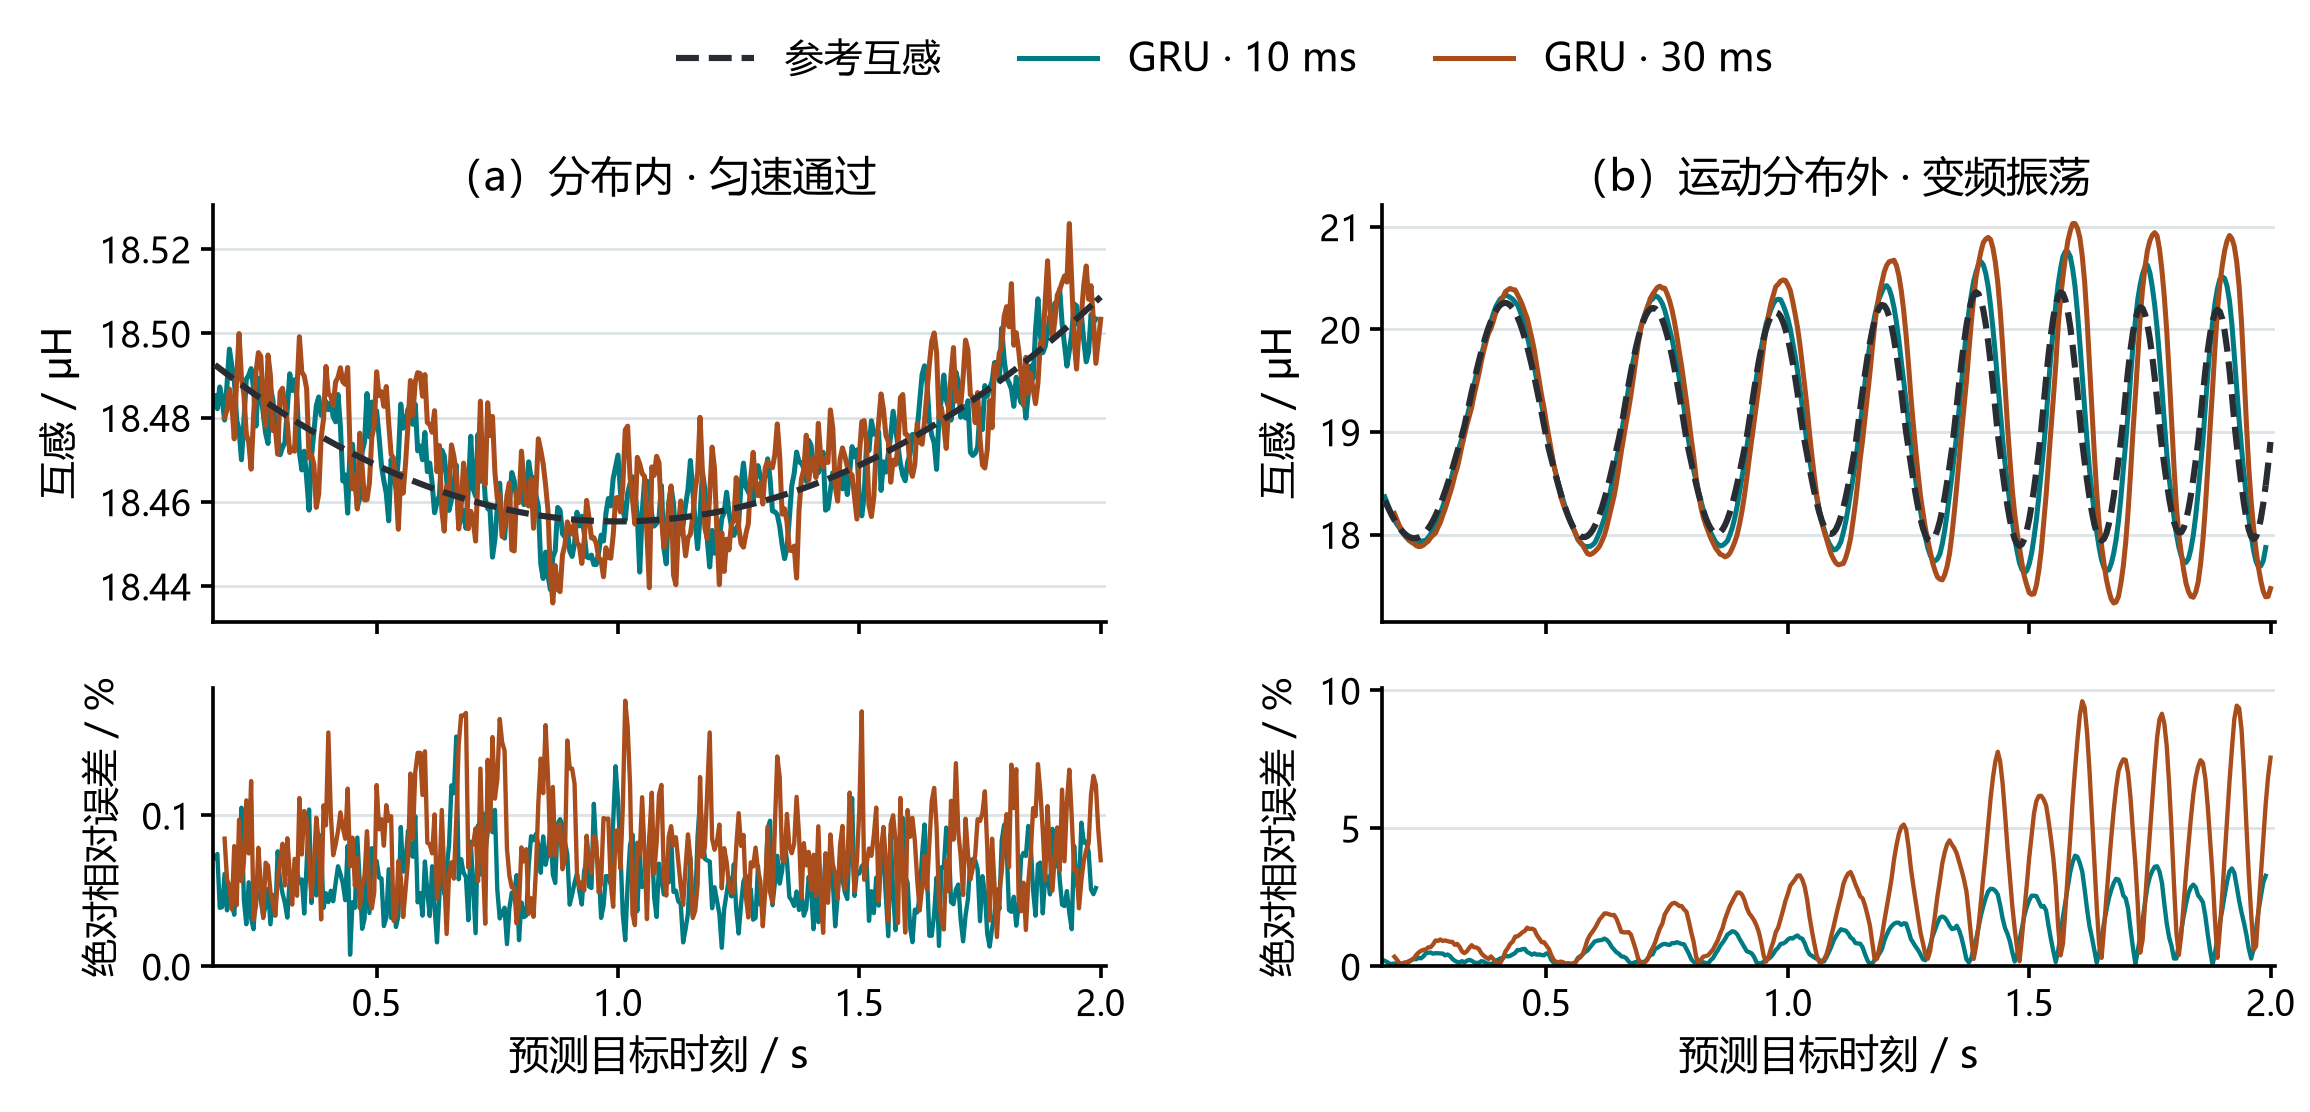 参考互感
GRU · 10 ms
GRU · 30 ms
（a）分布内 · 匀速通过
互感 / μH
18.52
18.50
18.48
18.46
18.44
绝对相对误差 / %
0.1
0.0
0.5
1.0
1.5
2.0
预测目标时刻 / s
（b）运动分布外 · 变频振荡
互感 / μH
21
20
19
18
绝对相对误差 / %
10
5
0
0.5
1.0
1.5
2.0
预测目标时刻 / s